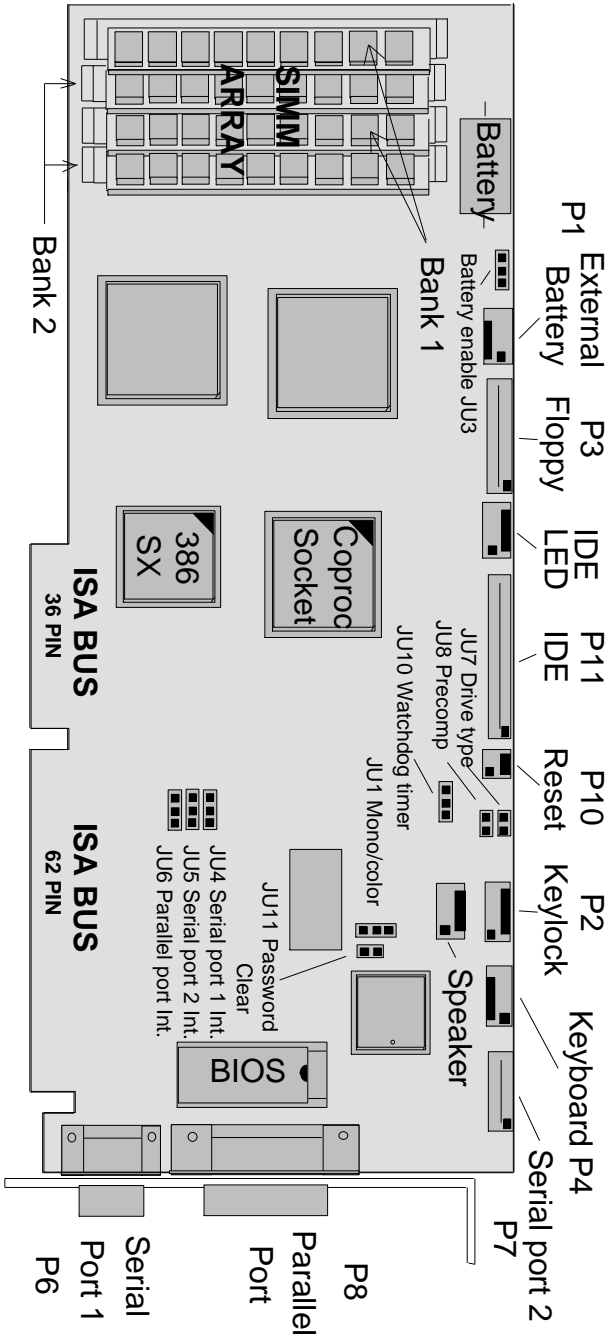 P1 External
Battery
P3
Floppy
IDE
LED
P11
IDE
P10
Reset
P2
Keylock
Keyboard P4
Serial port 2
P7
Battery
Battery enable JU3
SIMM
ARRAY
Bank 1
Bank 2
JU7 Drive type
JU8 Precomp
JU10 Watchdog timer
JU1 Mono/color
Speaker
Coproc
Socket
386
SX
JU11 Password
Clear
JU4 Serial port 1 Int.
JU5 Serial port 2 Int.
JU6 Parallel port Int.
BIOS
ISA BUS
36 PIN
ISA BUS
62 PIN
P8
Parallel
Port
Serial
Port 1
P6